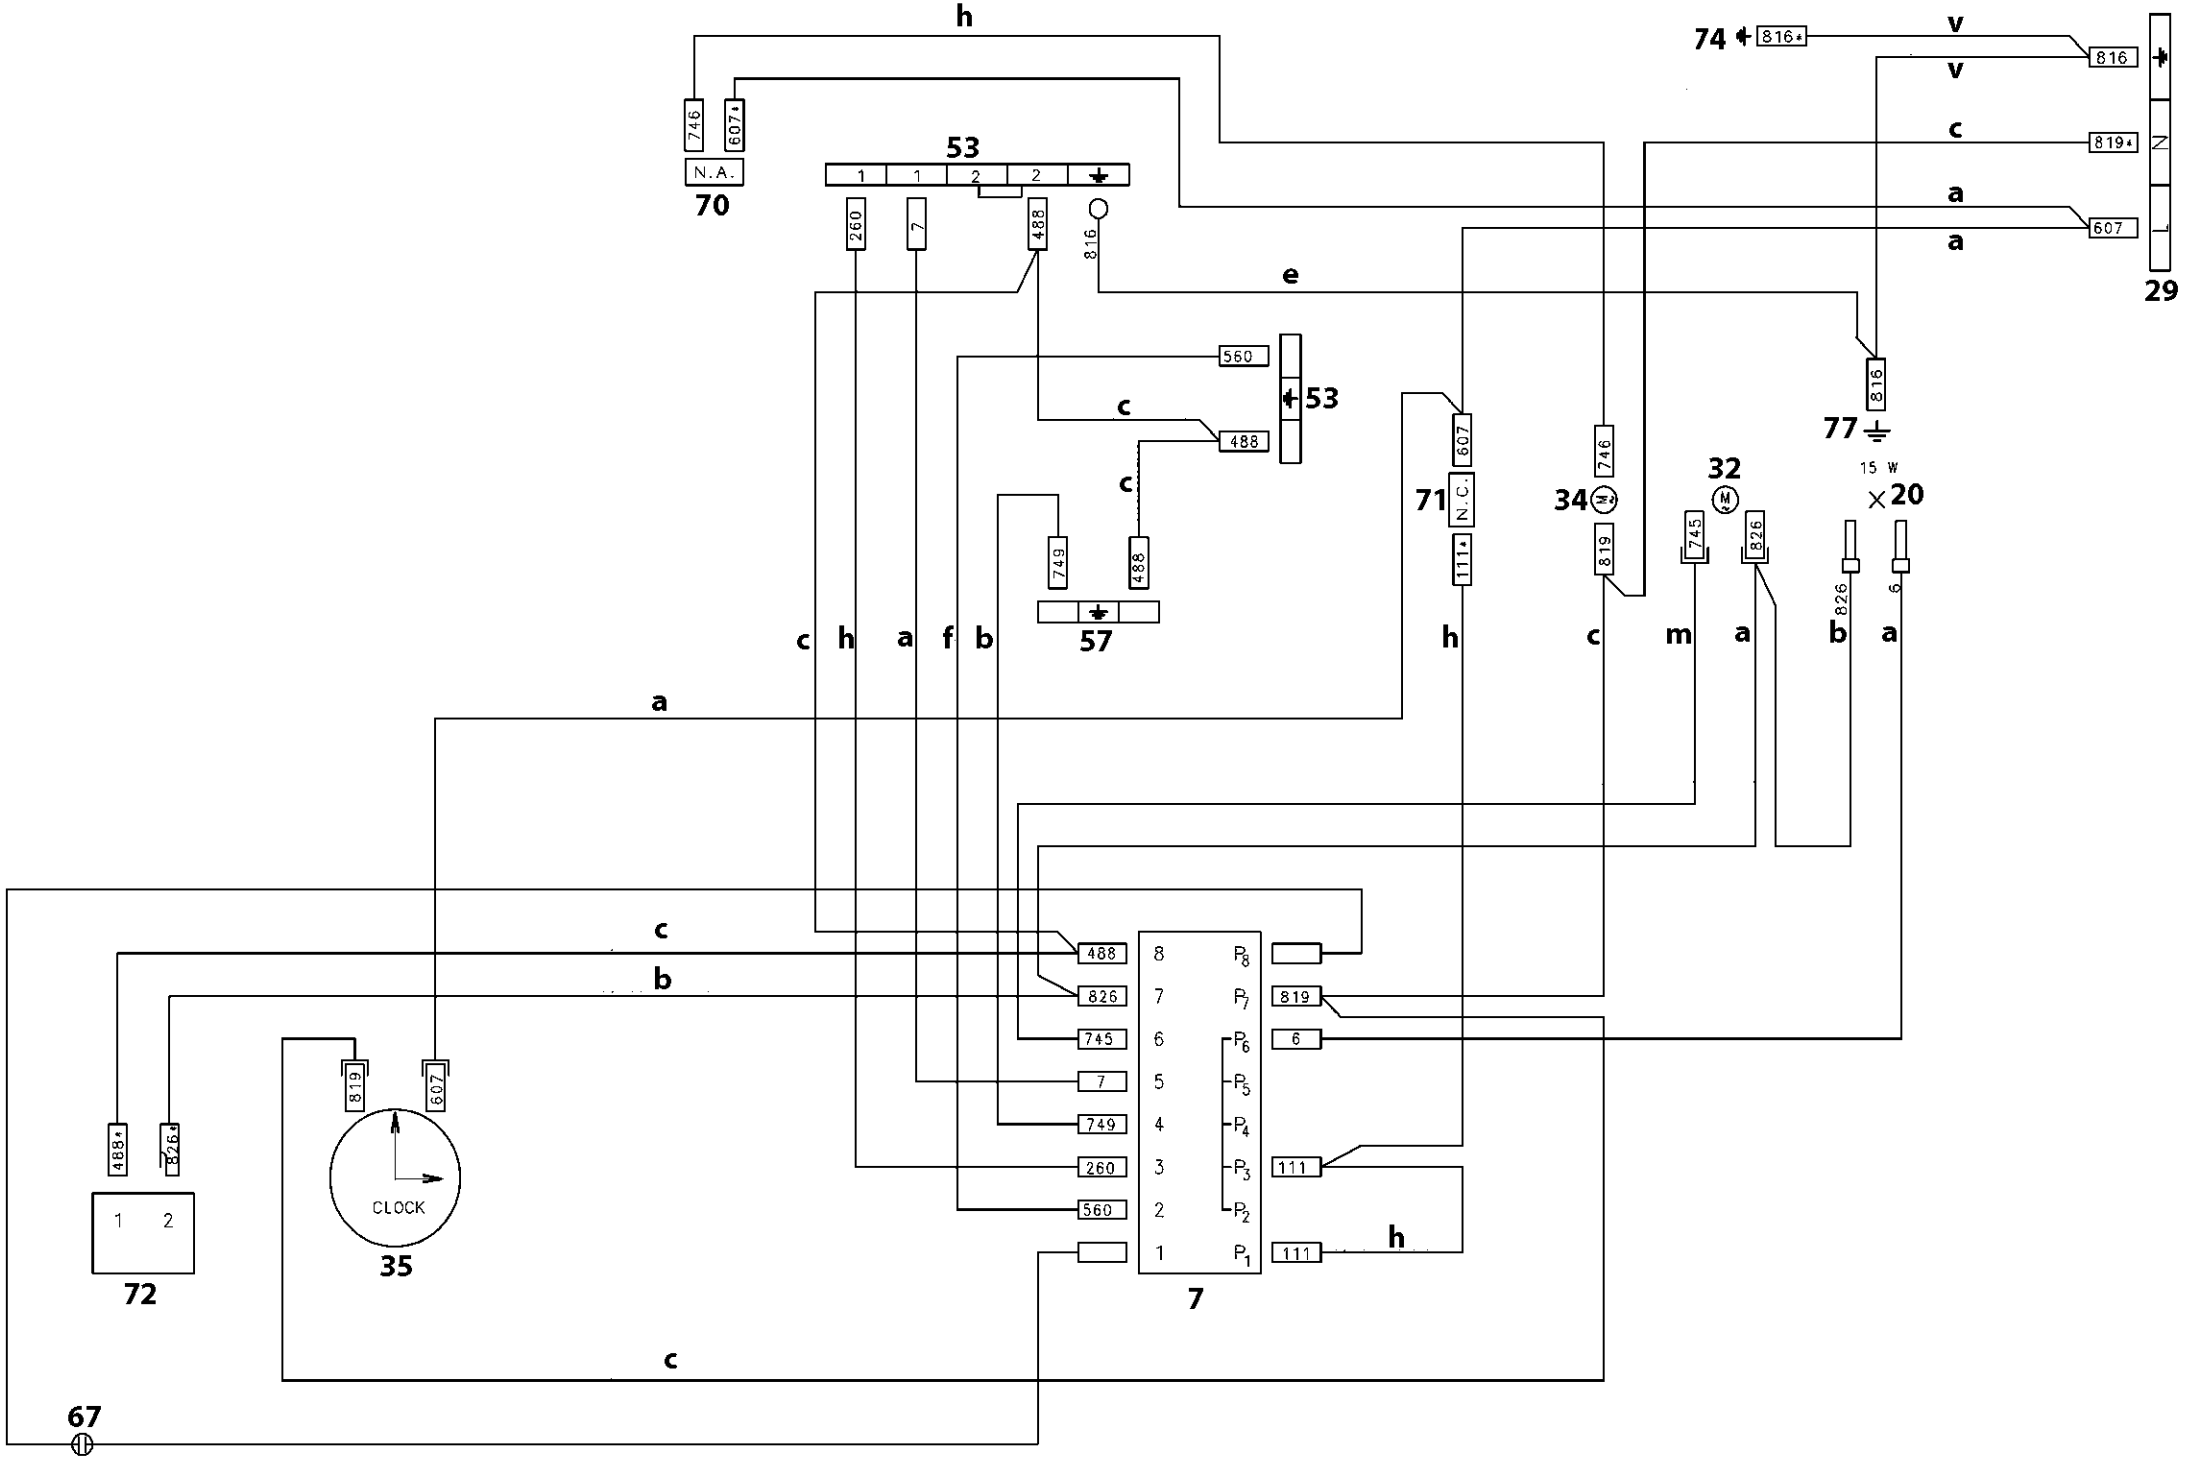 h
v
74 816*
816
v
746
607*
c
53
819* N
N.A.
1 1 2 2
70
a
260
7
488
607 L
816
a
e
29
560
816
53
c
607
488
746
77
32
15 W
c
71 N.C.
34 M
M
20
745
826
749
488
111*
819
826
6
57
c h a f b
h
c
m
a
b
a
a
c
488 8 P8
b
826 7 P7 819
745 6 P6 6
819
607
7 5 P5
488*
826*
749 4 P4
260 3 P3 111
CLOCK
1 2
560 2 P2
h
1 P1 111
35
72
7
c
67